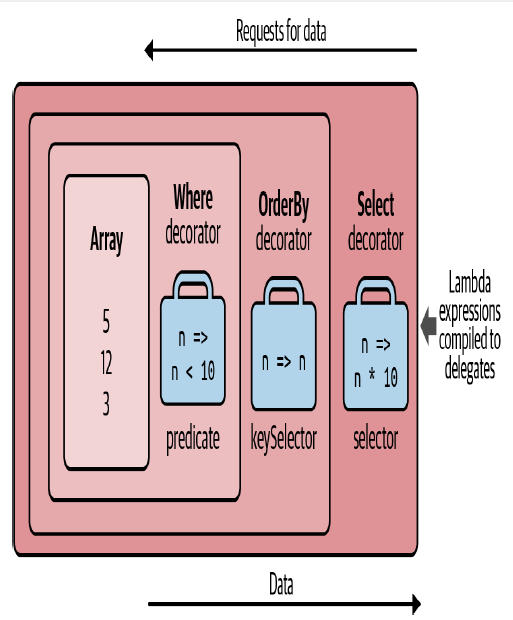 Requests for data
Array
5
12
3
Where
decorator
n =>
n < 10
predicate
OrderBy
decorator
n => n
keySelector
Select
decorator
n =>
n * 10
selector
Lambda
expressions
compiled to
delegates
Data